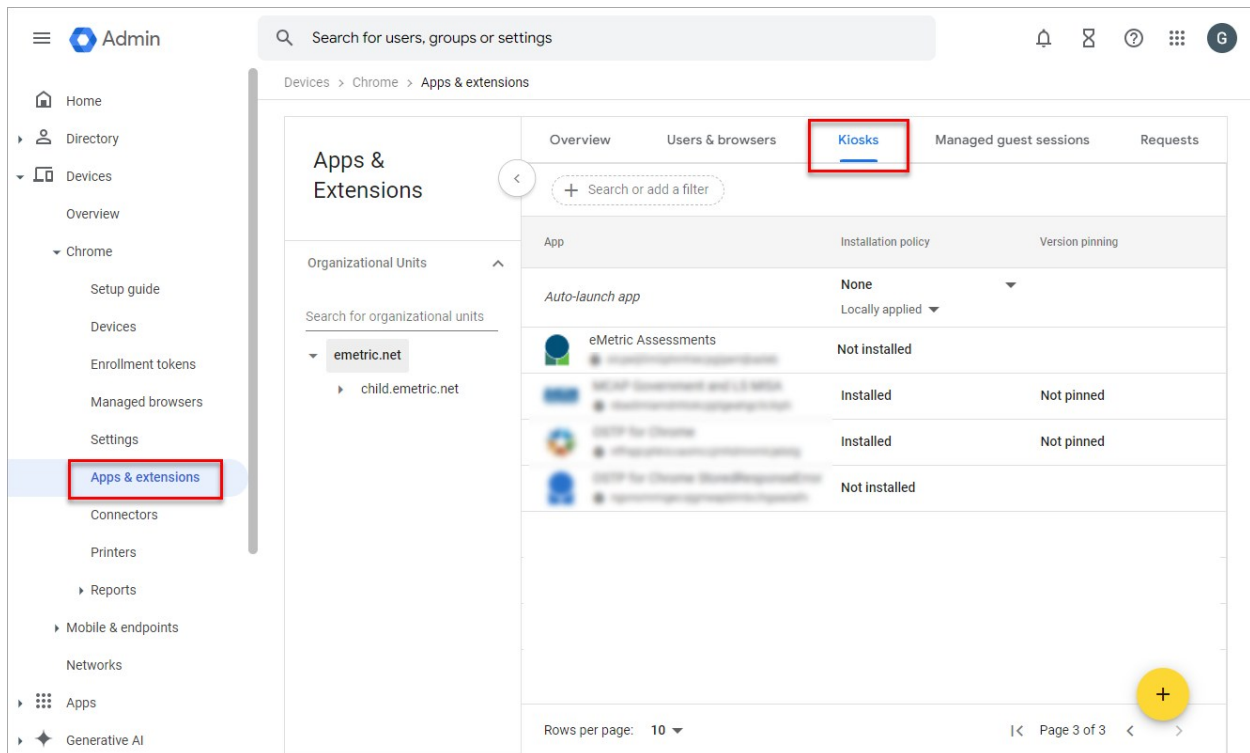 Admin
Search for users, groups or settings
G
Devices > Chrome > Apps & extensions
Home
Directory
Devices
Overview
Chrome
Setup guide
Devices
Enrollment tokens
Managed browsers
Settings
Apps & extensions
Connectors
Printers
Reports
Mobile & endpoints
Networks
Apps
Generative AI
Apps &
Extensions
Organizational Units
Search for organizational units
emetric.net
child.emetric.net
Overview Users & browsers Kiosks Managed guest sessions Requests
+ Search or add a filter
App Installation policy Version pinning
Auto-launch app None
Locally applied
eMetric Assessments
Not installed
Installed Not pinned
OSTP for Chrome
Installed Not pinned
Not installed
Rows per page: 10 Page 3 of 3